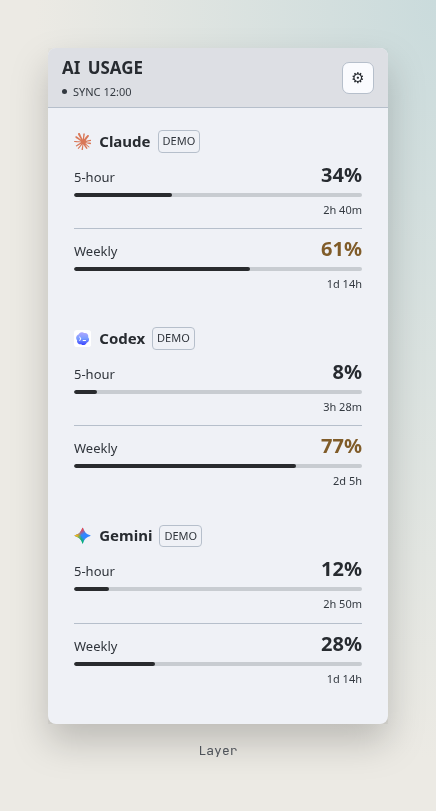 AI USAGE
SYNC 12:00
Claude DEMO
5-hour 34%
2h 40m
Weekly 61%
1d 14h
Codex DEMO
5-hour 8%
3h 28m
Weekly 77%
2d 5h
Gemini DEMO
5-hour 12%
2h 50m
Weekly 28%
1d 14h
Layer